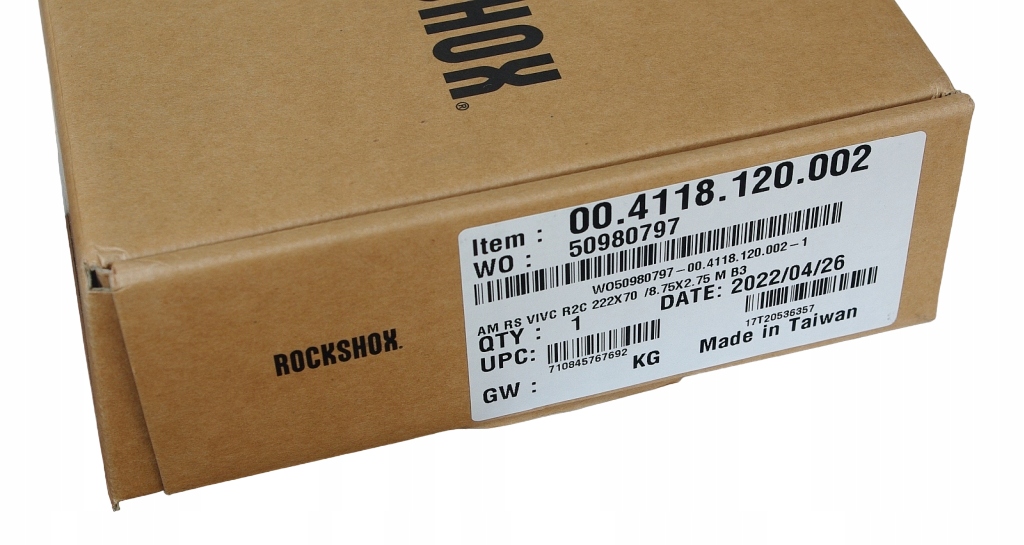 SHOX®
ROCKSHOX.
Item : 00.4118.120.002
WO : 50980797
WO50980797-00.4118.120.002-1
AM RS VIVC R2C 222X70 /8.75X2.75 M B3
QTY : 1 DATE: 2022/04/26
17T20536357
UPC: 710845767692
GW : KG Made in Taiwan